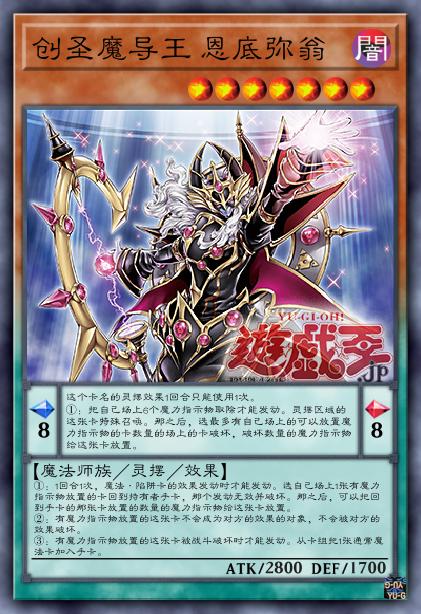 创圣魔导王 恩底弥翁
闇
YU-GI-OH!
遊戯王
.jp
这个卡名的灵摆效果1回合只能使用1次。
①：把自己场上6个魔力指示物取除才能发动。灵摆区域的
这张卡特殊召唤。那之后，选最多有自己场上的可以放置魔
力指示物的卡数量的场上的卡破坏，破坏数量的魔力指示物
给这张卡放置。
8
8
【魔法师族／灵摆／效果】
①：1回合1次，魔法·陷阱卡的效果发动时才能发动。选自己场上1张有魔力
指示物放置的卡回到持有者手卡，那个发动无效并破坏。那之后，可以把回
到手卡的那张卡放置的数量的魔力指示物给这张卡放置。
②：有魔力指示物放置的这张卡不会成为对方的效果的对象，不会被对方的
效果破坏。
③：有魔力指示物放置的这张卡被战斗破坏时才能发动。从卡组把1张通常魔
法卡加入手卡。
ATK/2800 DEF/1700